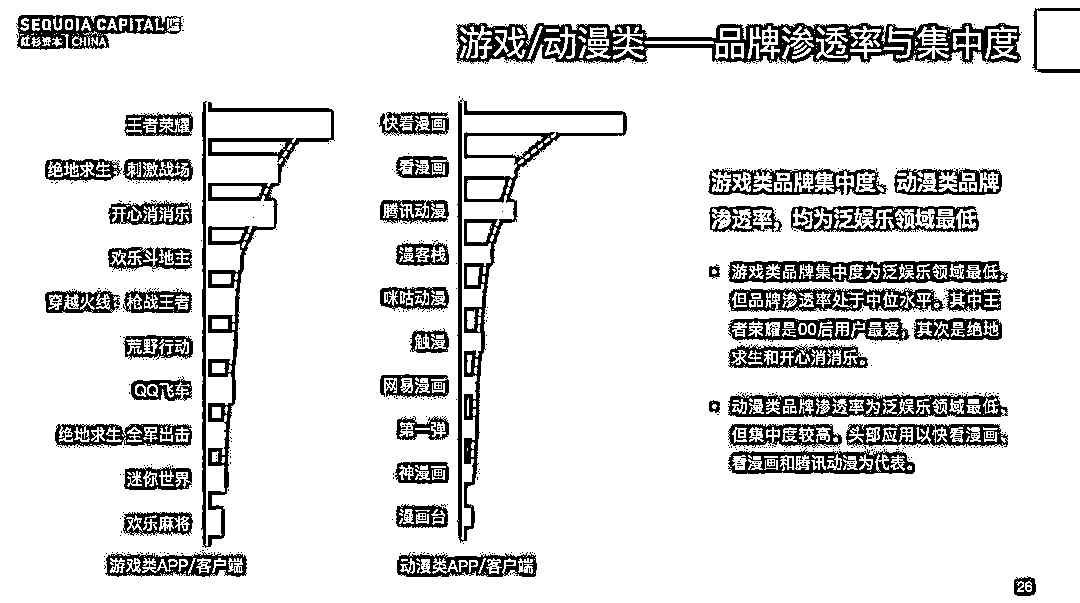 SEQUOIA CAPITAL
红杉资本 CHINA
游戏/动漫类——品牌渗透率与集中度
王者荣耀
绝地求生：刺激战场
开心消消乐
欢乐斗地主
穿越火线：枪战王者
荒野行动
QQ飞车
绝地求生 全军出击
迷你世界
欢乐麻将
游戏类APP/客户端
快看漫画
看漫画
腾讯动漫
漫客栈
咪咕动漫
触漫
网易漫画
第一弹
神漫画
漫画台
动漫类APP/客户端
游戏类品牌集中度、动漫类品牌
渗透率，均为泛娱乐领域最低
游戏类品牌集中度为泛娱乐领域最低，
但品牌渗透率处于中位水平。其中王
者荣耀是00后用户最爱，其次是绝地
求生和开心消消乐。
动漫类品牌渗透率为泛娱乐领域最低，
但集中度较高。头部应用以快看漫画、
看漫画和腾讯动漫为代表。
26